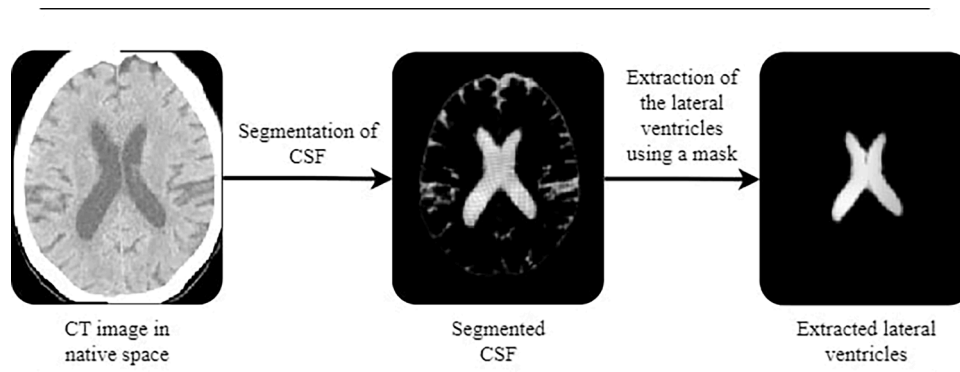 Segmentation of
CSF
Extraction of
the lateral
ventricles
using a mask
CT image in
native space
Segmented
CSF
Extracted lateral
ventricles